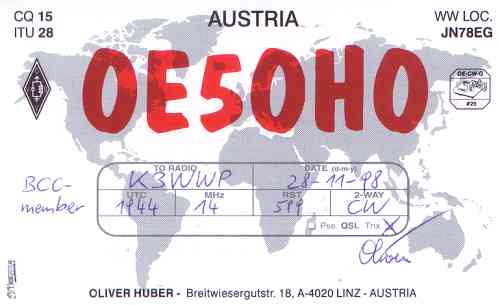 CQ 15
ITU 28
AUSTRIA
WW LOC.
JN78EG
OE5OHO
OE-CW-G
#25
BCC-
member
TO RADIO
DATE (d-m-y)
K3WWP
28-11-98
UTC
MHz
RST
2-WAY
1944
14
599
CW
Pse QSL Tnx X
Oliver
OLIVER HUBER - Breitwiesergutstr. 18, A-4020 LINZ - AUSTRIA